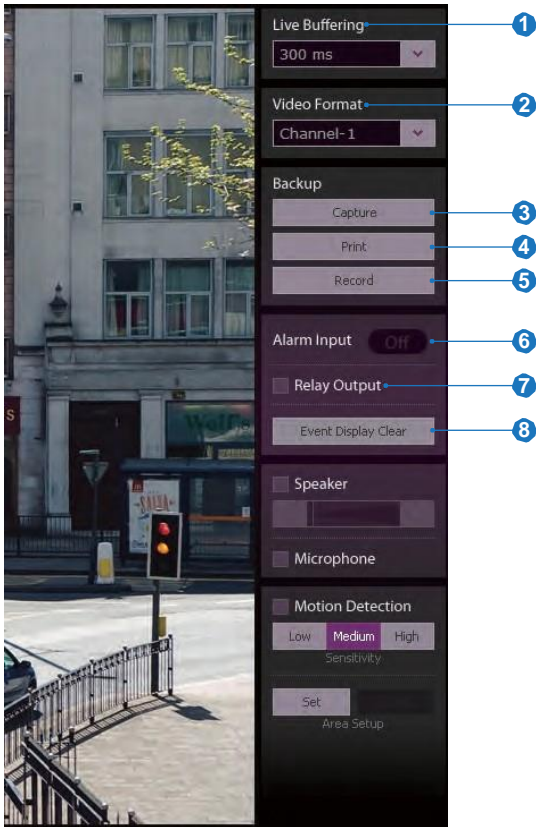 Live Buffering
1
300 ms
Video Format
2
Channel-1
Backup
Capture
3
Print
4
Record
5
Alarm Input
Off
6
Relay Output
7
Event Display Clear
8
Speaker
Microphone
Motion Detection
Low
Medium
High
Sensitivity
Set
Area Setup
S
SALSA